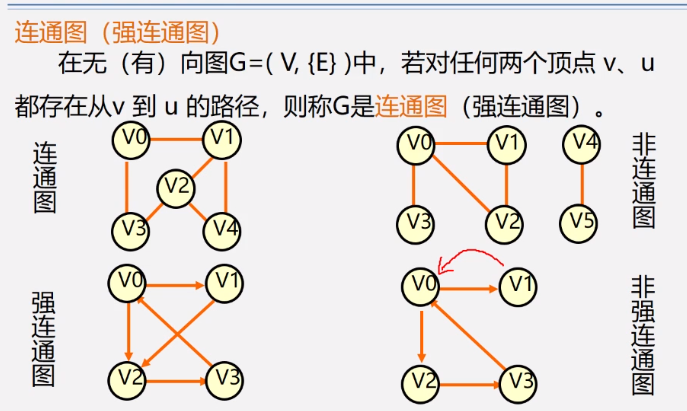 连通图（强连通图）
在无（有）向图G=( V, {E} )中，若对任何两个顶点 v、u
都存在从v 到 u 的路径，则称G是连通图（强连通图）。
连通图
V0
V1
V2
V3
V4
V0
V1
V4
V3
V2
V5
非连通图
强连通图
V0
V1
V2
V3
V0
V1
V2
V3
非强连通图